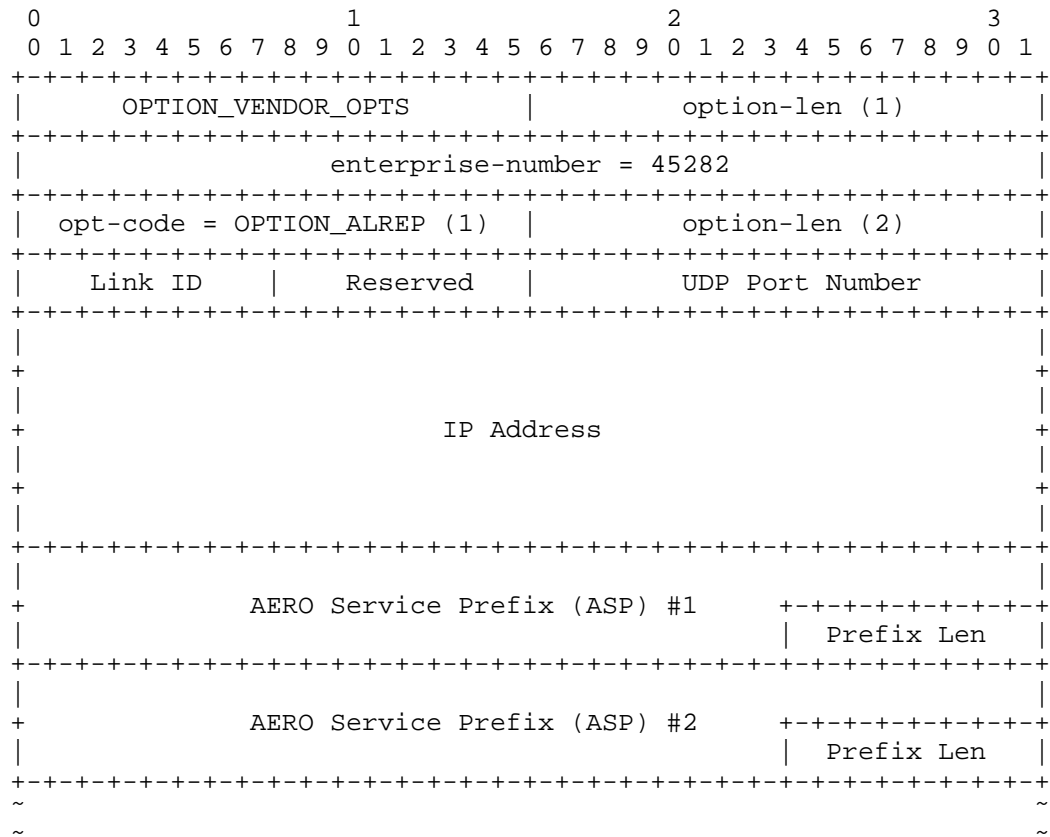 0                   1                   2                   3
 0 1 2 3 4 5 6 7 8 9 0 1 2 3 4 5 6 7 8 9 0 1 2 3 4 5 6 7 8 9 0 1
+-+-+-+-+-+-+-+-+-+-+-+-+-+-+-+-+-+-+-+-+-+-+-+-+-+-+-+-+-+-+-+-+
|      OPTION_VENDOR_OPTS       |         option-len (1)        |
+-+-+-+-+-+-+-+-+-+-+-+-+-+-+-+-+-+-+-+-+-+-+-+-+-+-+-+-+-+-+-+-+
|                   enterprise-number = 45282                   |
+-+-+-+-+-+-+-+-+-+-+-+-+-+-+-+-+-+-+-+-+-+-+-+-+-+-+-+-+-+-+-+-+
|  opt-code = OPTION_ALREP (1)  |         option-len (2)        |
+-+-+-+-+-+-+-+-+-+-+-+-+-+-+-+-+-+-+-+-+-+-+-+-+-+-+-+-+-+-+-+-+
|    Link ID    |    Reserved   |         UDP Port Number       |
+-+-+-+-+-+-+-+-+-+-+-+-+-+-+-+-+-+-+-+-+-+-+-+-+-+-+-+-+-+-+-+-+
|                                                               |
+                                                               +
|                                                               |
+                          IP Address                           +
|                                                               |
+                                                               +
|                                                               |
+-+-+-+-+-+-+-+-+-+-+-+-+-+-+-+-+-+-+-+-+-+-+-+-+-+-+-+-+-+-+-+-+
|                                                               |
+              AERO Service Prefix (ASP) #1     +-+-+-+-+-+-+-+-+
|                                               |  Prefix Len   |
+-+-+-+-+-+-+-+-+-+-+-+-+-+-+-+-+-+-+-+-+-+-+-+-+-+-+-+-+-+-+-+-+
|                                                               |
+              AERO Service Prefix (ASP) #2     +-+-+-+-+-+-+-+-+
|                                               |  Prefix Len   |
+-+-+-+-+-+-+-+-+-+-+-+-+-+-+-+-+-+-+-+-+-+-+-+-+-+-+-+-+-+-+-+-+
~                                                               ~
~                                                               ~